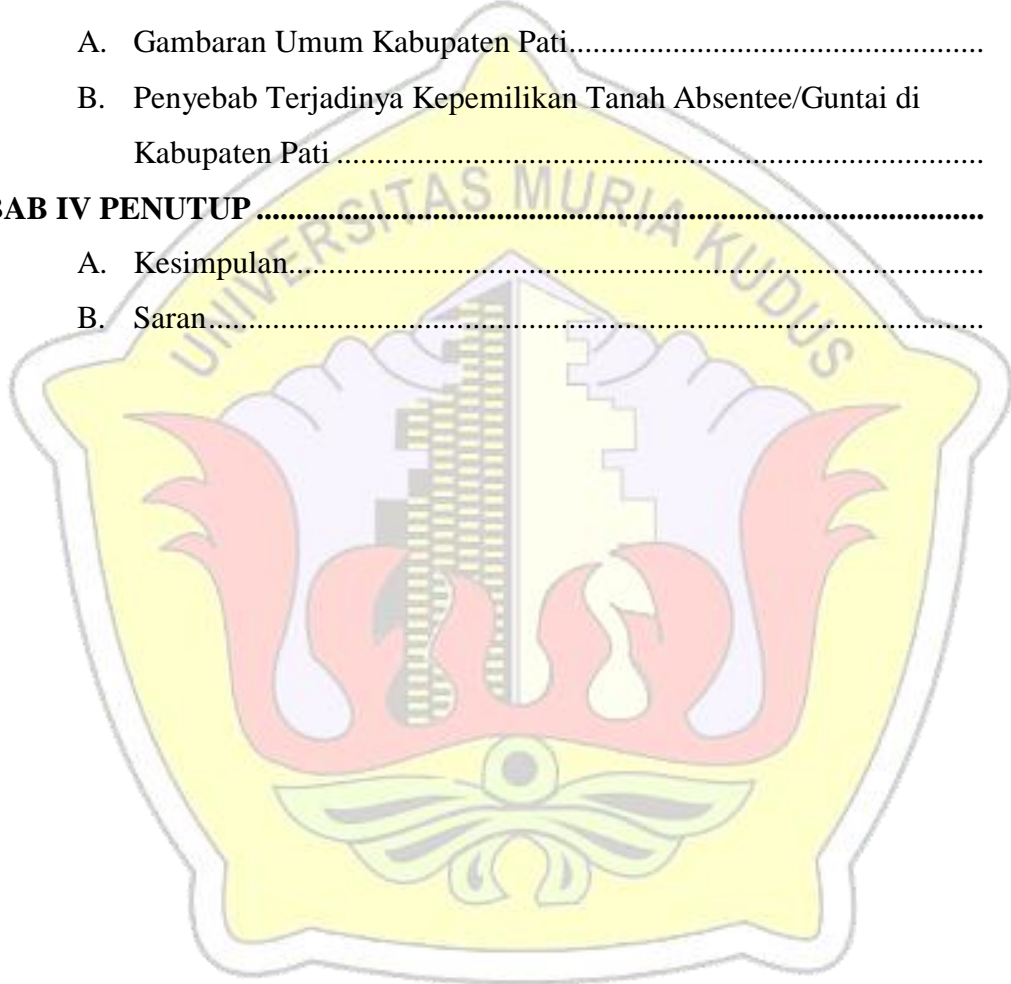 A. Gambaran Umum Kabupaten Pati.....................................................
B. Penyebab Terjadinya Kepemilikan Tanah Absentee/Guntai di
Kabupaten Pati ...................................................................................
BAB IV PENUTUP .............................................................................................
A. Kesimpulan.........................................................................................
B. Saran...................................................................................................
UNIVERSITAS MURIA KUDUS